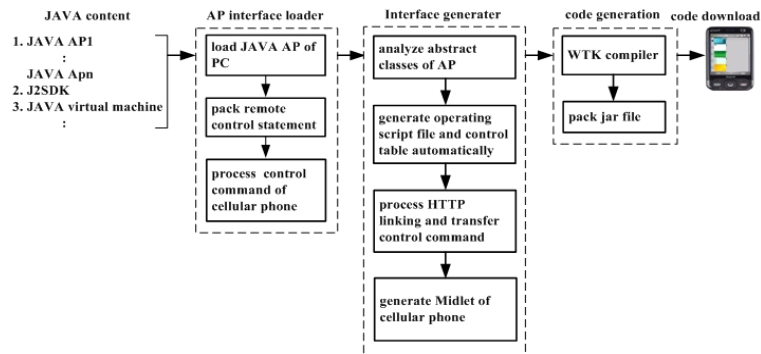 JAVA content
1. JAVA AP1
:
JAVA Apn
2. J2SDK
3. JAVA virtual machine
:
AP interface loader
load JAVA AP of
PC
pack remote
control statement
process control
command of
cellular phone
Interface generater
analyze abstract
classes of AP
generate operating
script file and control
table automatically
process HTTP
linking and transfer
control command
generate Midlet of
cellular phone
code generation
WTK compiler
pack jar file
code download